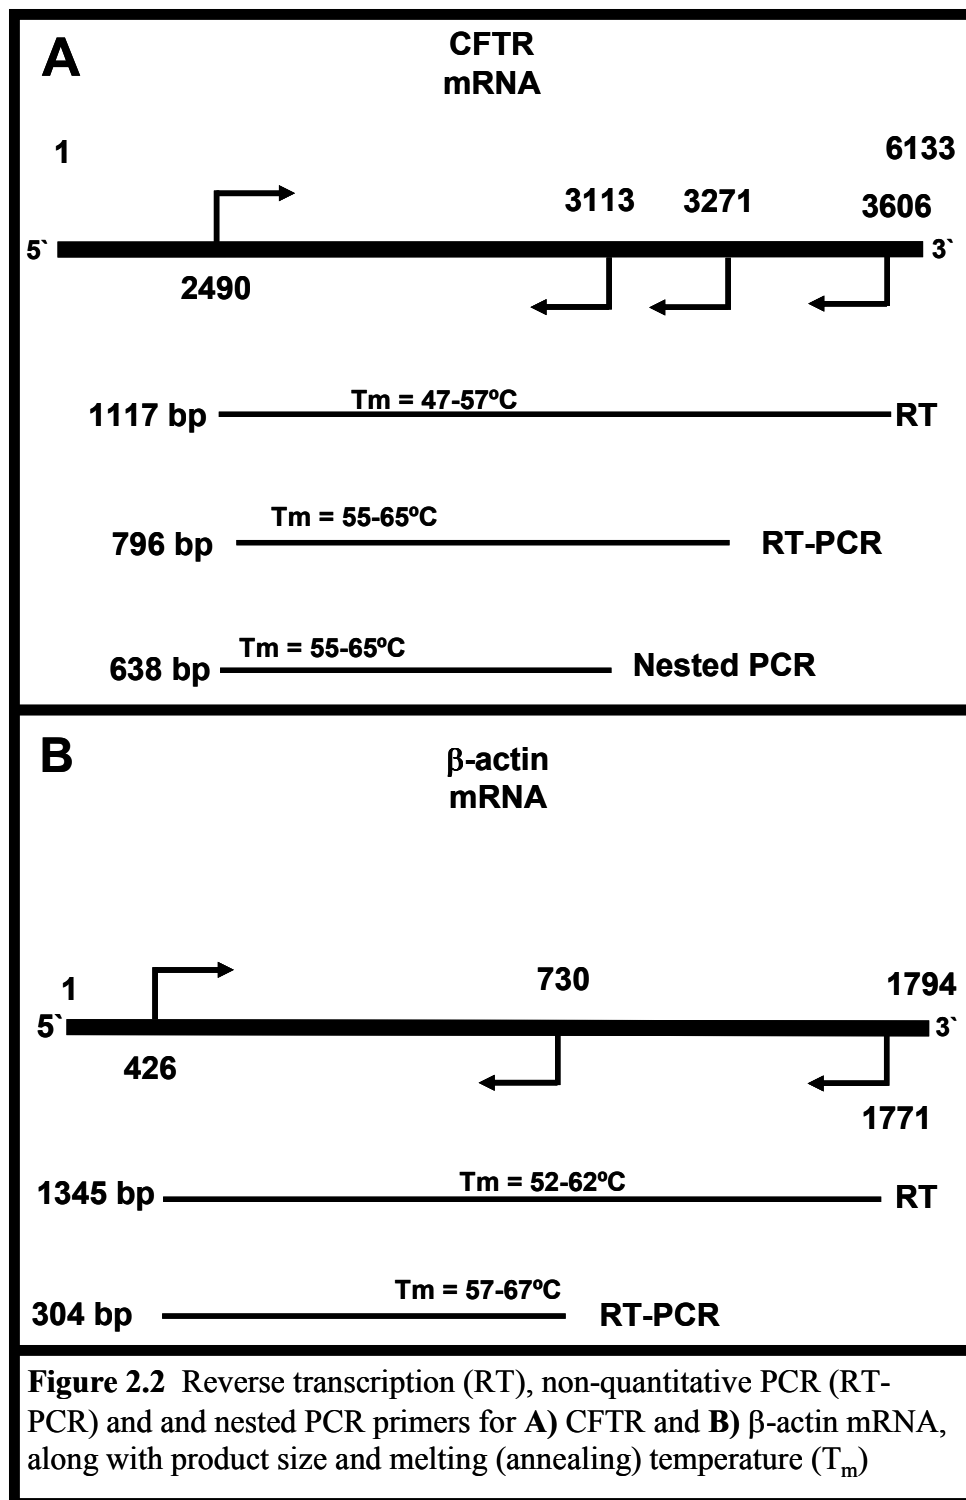 A
CFTR
mRNA
1
6133
3113
3271
3606
5`
3`
2490
Tm = 47-57ºC
1117 bp
RT
Tm = 55-65ºC
796 bp
RT-PCR
Tm = 55-65ºC
638 bp
Nested PCR
B
β-actin
mRNA
1
730
1794
5`
3`
426
1771
Tm = 52-62ºC
1345 bp
RT
Tm = 57-67ºC
304 bp
RT-PCR
Figure 2.2 Reverse transcription (RT), non-quantitative PCR (RT-
PCR) and and nested PCR primers for A) CFTR and B) β-actin mRNA,
along with product size and melting (annealing) temperature (Tm)